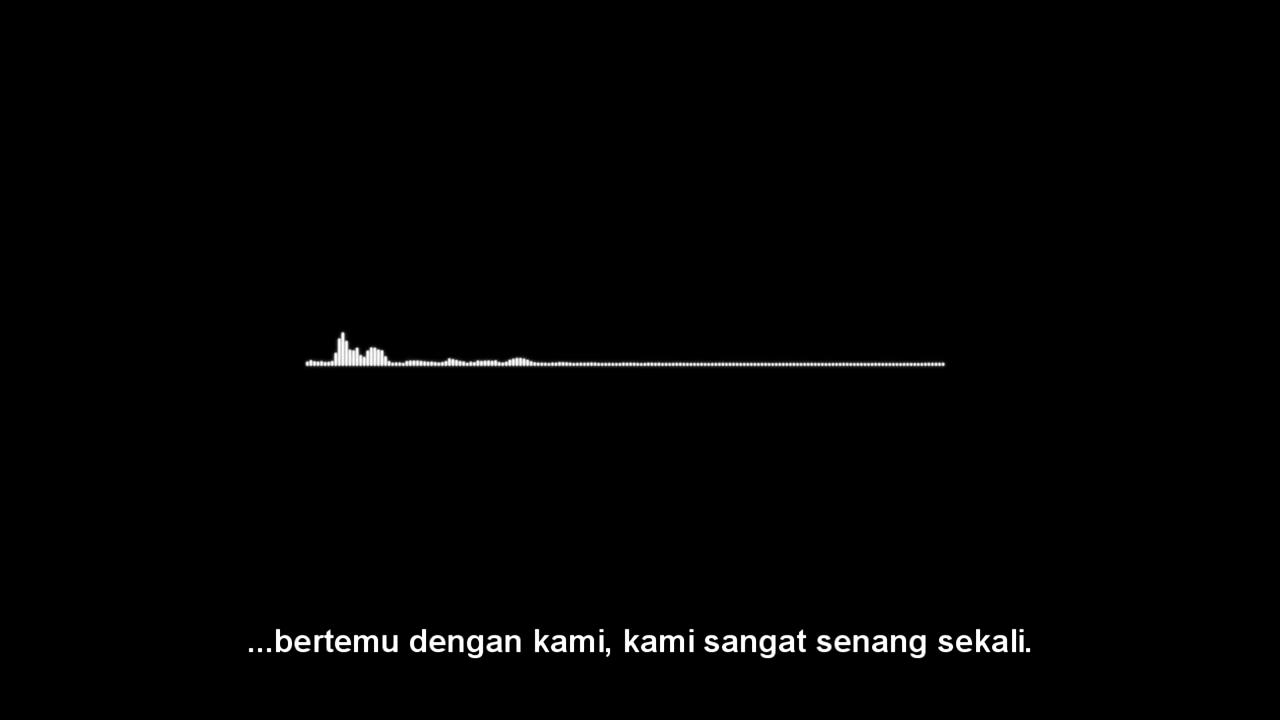 ...bertemu dengan kami, kami sangat senang sekali.